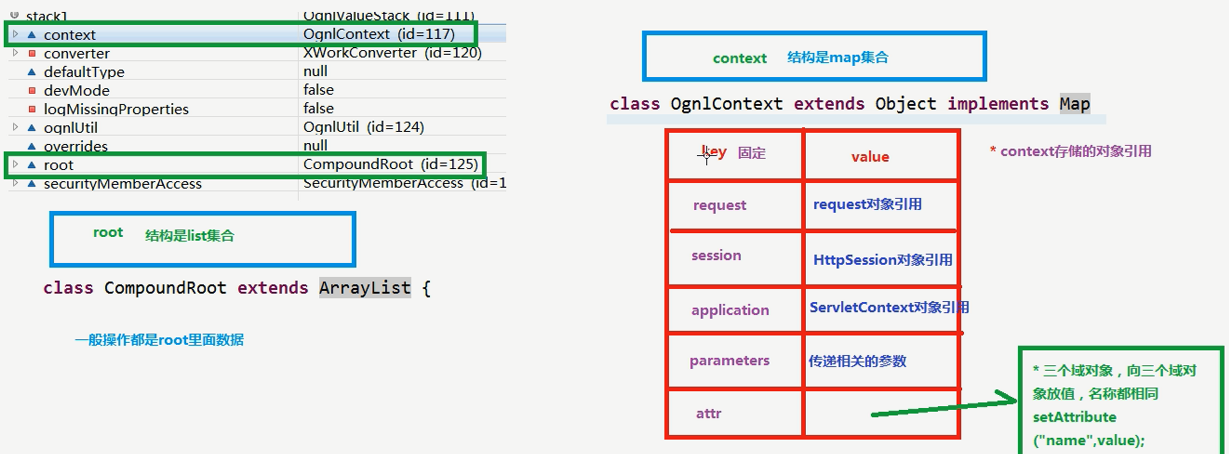 stack1 OgnlValueStack (id=111)
context OgnlContext (id=117)
converter XWorkConverter (id=120)
defaultType null
devMode false
logMissingProperties false
ognlUtil OgnlUtil (id=124)
overrides null
root CompoundRoot (id=125)
securityMemberAccess SecurityMemberAccess (id=1
root 结构是list集合
class CompoundRoot extends ArrayList {
一般操作都是root里面数据
context 结构是map集合
class OgnlContext extends Object implements Map
key 固定 value
request request对象引用
session HttpSession对象引用
application ServletContext对象引用
parameters 传递相关的参数
attr
* context存储的对象引用
* 三个域对象，向三个域对
象放值，名称都相同
setAttribute
("name",value);